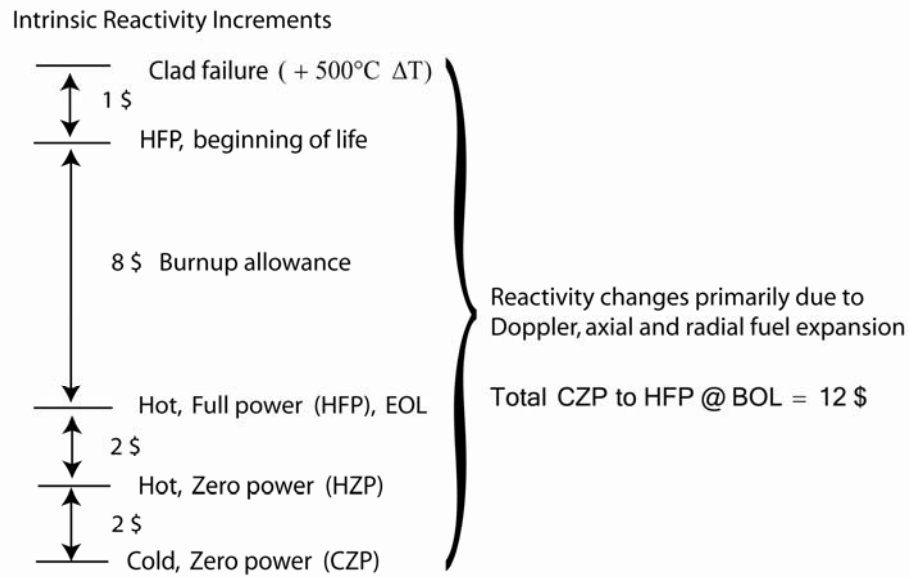 Intrinsic Reactivity Increments
Clad failure ( + 500°C ΔT)
1 $
HFP, beginning of life
8 $ Burnup allowance
Reactivity changes primarily due to
Doppler, axial and radial fuel expansion
Total CZP to HFP @ BOL = 12 $
Hot, Full power (HFP), EOL
2 $
Hot, Zero power (HZP)
2 $
Cold, Zero power (CZP)